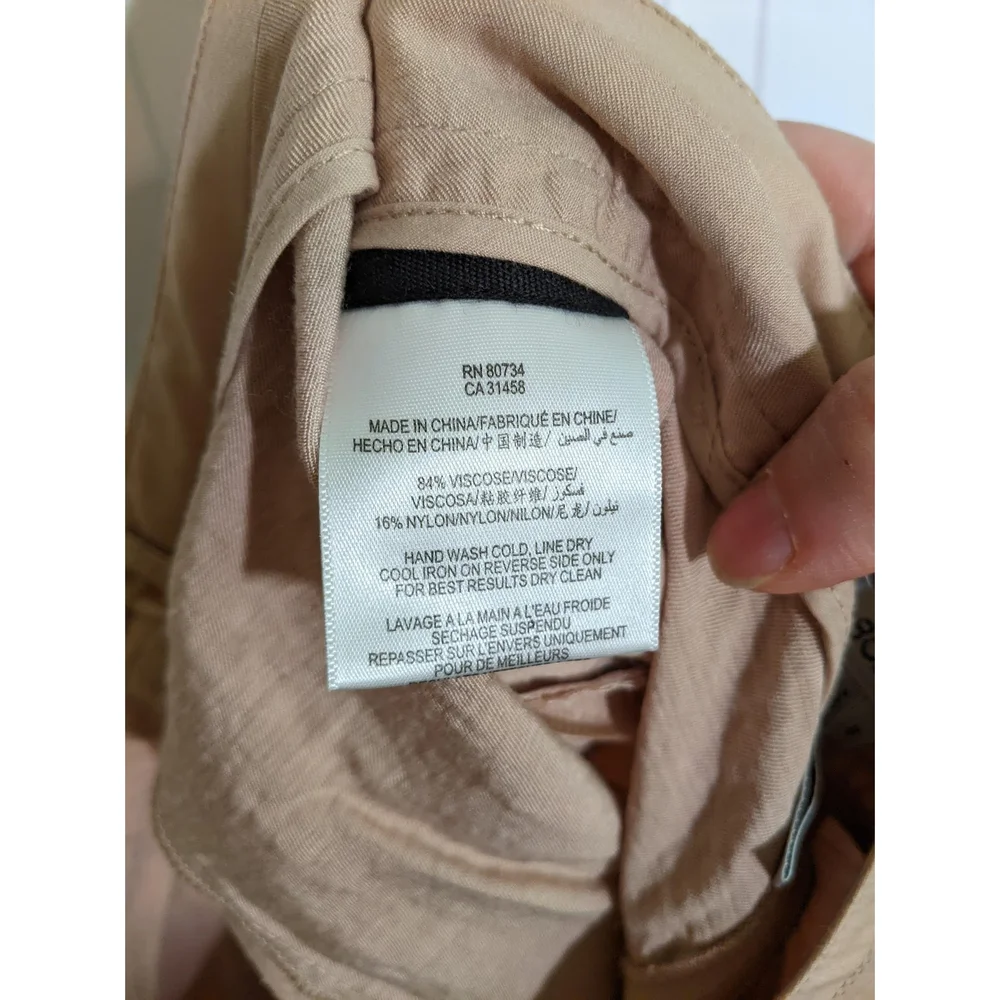 RN 80734
CA 31458
MADE IN CHINA/FABRIQUÉ EN CHINE/
HECHO EN CHINA/中国制造/ صنع في الصين
84% VISCOSE/VISCOSE/
VISCOSA/粘胶纤维/ فسكوز
16% NYLON/NYLON/NILON/尼龙/ نيلون
HAND WASH COLD, LINE DRY
COOL IRON ON REVERSE SIDE ONLY
FOR BEST RESULTS DRY CLEAN
LAVAGE A LA MAIN A L'EAU FROIDE
SECHAGE SUSPENDU
REPASSER SUR L'ENVERS UNIQUEMENT
POUR DE MEILLEURS